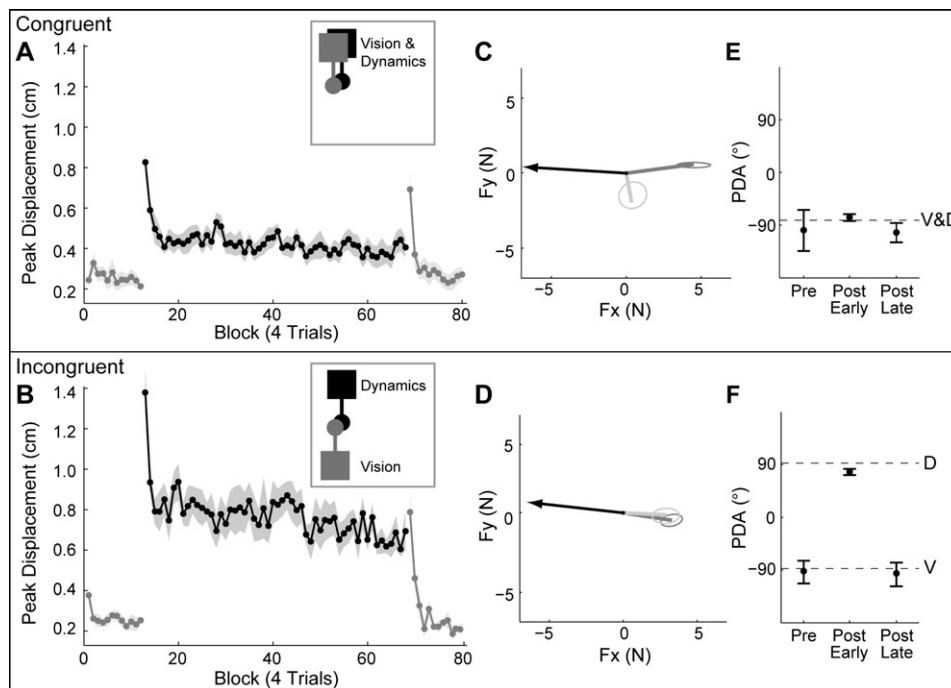 Congruent
A
1.4
1.2
1.0
0.8
0.6
0.4
0.2
Peak Displacement (cm)
0
20
40
60
80
Block (4 Trials)
Vision &
Dynamics
C
5
0
−5
Fy (N)
−5
0
5
Fx (N)
E
90
0
−90
PDA (°)
V&D
Pre
Post
Early
Post
Late
Incongruent
B
1.4
1.2
1.0
0.8
0.6
0.4
0.2
Peak Displacement (cm)
0
20
40
60
80
Block (4 Trials)
Dynamics
Vision
D
5
0
−5
Fy (N)
−5
0
5
Fx (N)
F
90
0
−90
PDA (°)
D
V
Pre
Post
Early
Post
Late